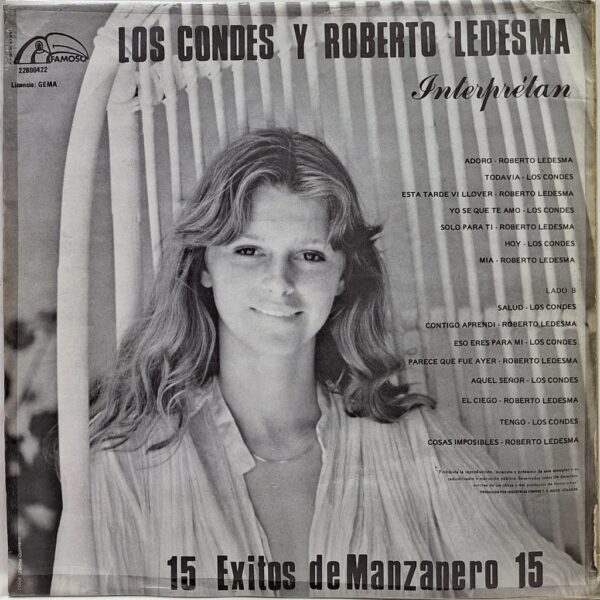 LOS CONDES Y ROBERTO LEDESMA
FAMOSO
22800422
Licencia: GEMA
Interprétan
ADORO - ROBERTO LEDESMA
TODAVIA - LOS CONDES
ESTA TARDE VI LLOVER - ROBERTO LEDESMA
YO SE QUE TE AMO - LOS CONDES
SOLO PARA TI - ROBERTO LEDESMA
HOY - LOS CONDES
MIA - ROBERTO LEDESMA
LADO B
SALUD - LOS CONDES
CONTIGO APRENDI - ROBERTO LEDESMA
ESO ERES PARA MI - LOS CONDES
PARECE QUE FUE AYER - ROBERTO LEDESMA
AQUEL SEÑOR - LOS CONDES
EL CIEGO - ROBERTO LEDESMA
TENGO - LOS CONDES
COSAS IMPOSIBLES - ROBERTO LEDESMA
15 Exitos de Manzanero 15